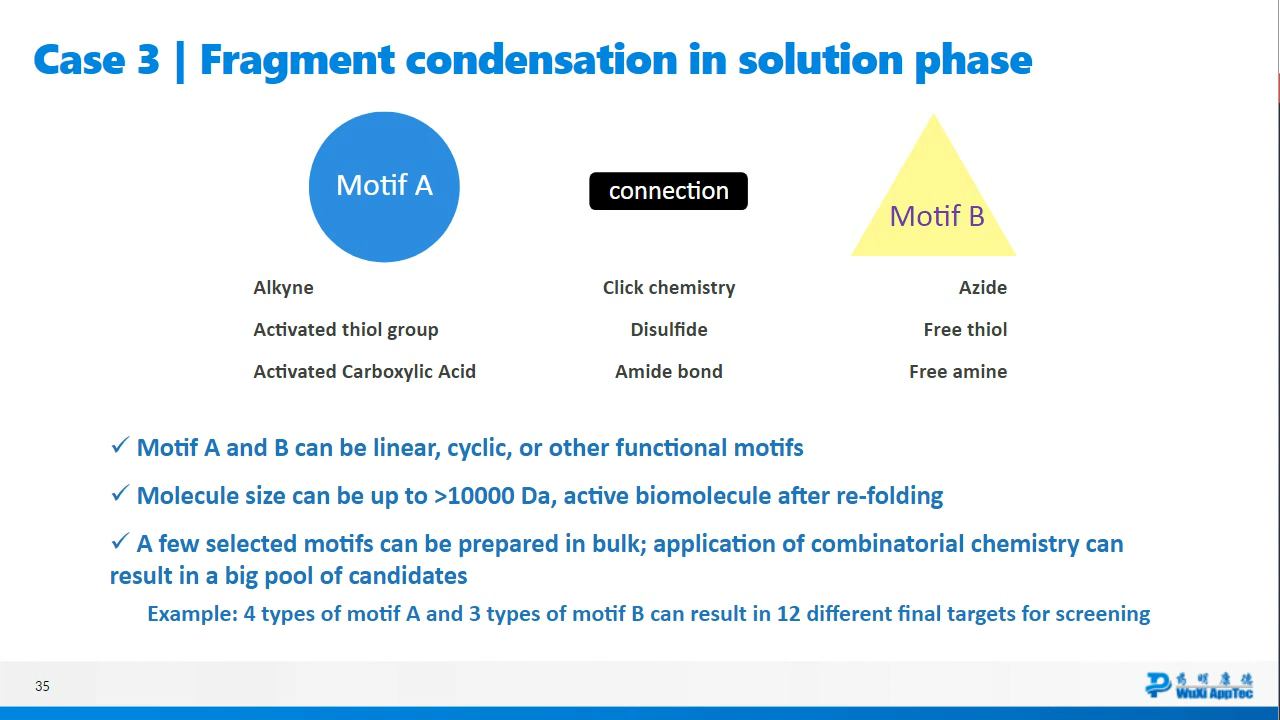 Case 3 | Fragment condensation in solution phase
Motif A
connection
Motif B
Alkyne Click chemistry Azide
Activated thiol group Disulfide Free thiol
Activated Carboxylic Acid Amide bond Free amine
✓ Motif A and B can be linear, cyclic, or other functional motifs
✓ Molecule size can be up to >10000 Da, active biomolecule after re-folding
✓ A few selected motifs can be prepared in bulk; application of combinatorial chemistry can
result in a big pool of candidates
Example: 4 types of motif A and 3 types of motif B can result in 12 different final targets for screening
35
药明康德
WuXi AppTec